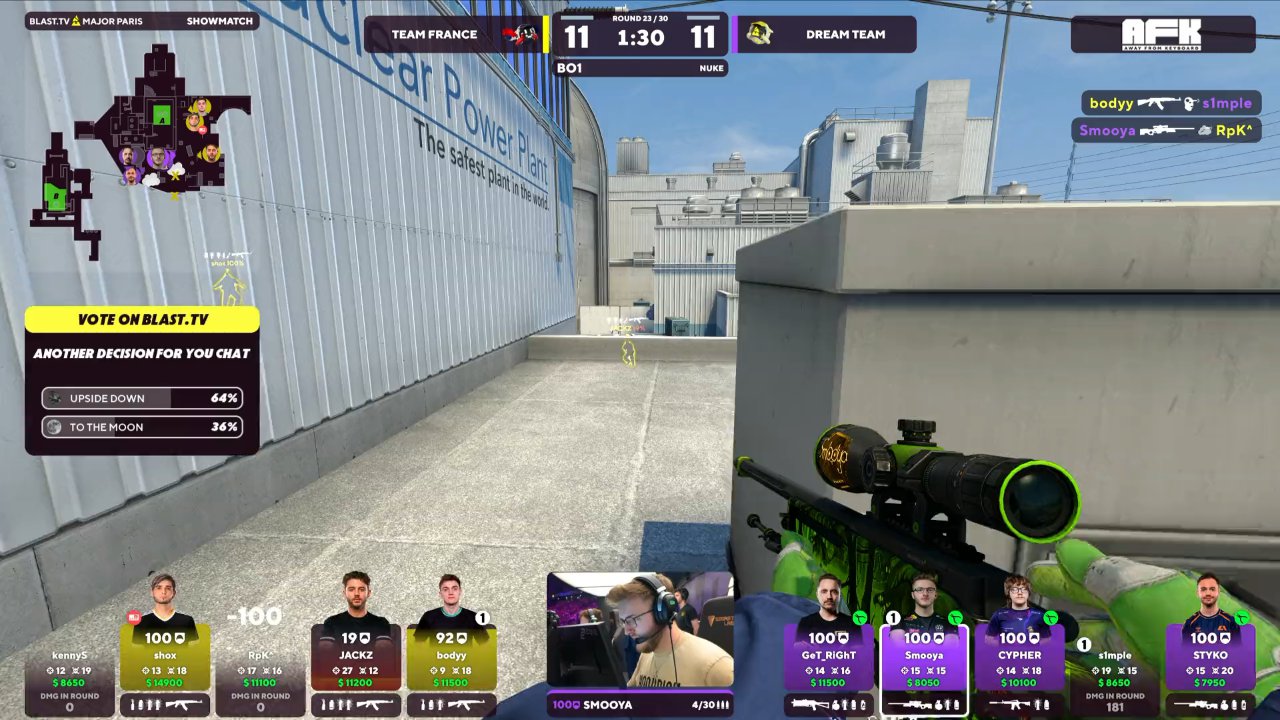 BLAST.TV MAJOR PARIS SHOWMATCH
TEAM FRANCE
11
ROUND 23 / 30
1:30
11
DREAM TEAM
BO1 NUKE
AFK
AWAY FROM KEYBOARD
bodyy s1mple
Smooya RpK^
Nuclear Power Plant
The safest plant in the world.
shox 100%
JACKZ 19%
VOTE ON BLAST.TV
ANOTHER DECISION FOR YOU CHAT
UPSIDE DOWN 64%
TO THE MOON 36%
kennyS
12 19
$ 8650
DMG IN ROUND
0
100
shox
13 18
$ 14900
-100
RpK^
17 16
$ 11100
DMG IN ROUND
0
19
JACKZ
27 12
$ 11200
1
92
bodyy
9 18
$ 11500
100 SMOOYA 4/30
100
GeT_RiGhT
14 16
$ 11500
1
100
Smooya
15 15
$ 8050
100
CYPHER
14 18
$ 10100
1
s1mple
19 15
$ 8650
DMG IN ROUND
181
100
STYKO
15 20
$ 7950